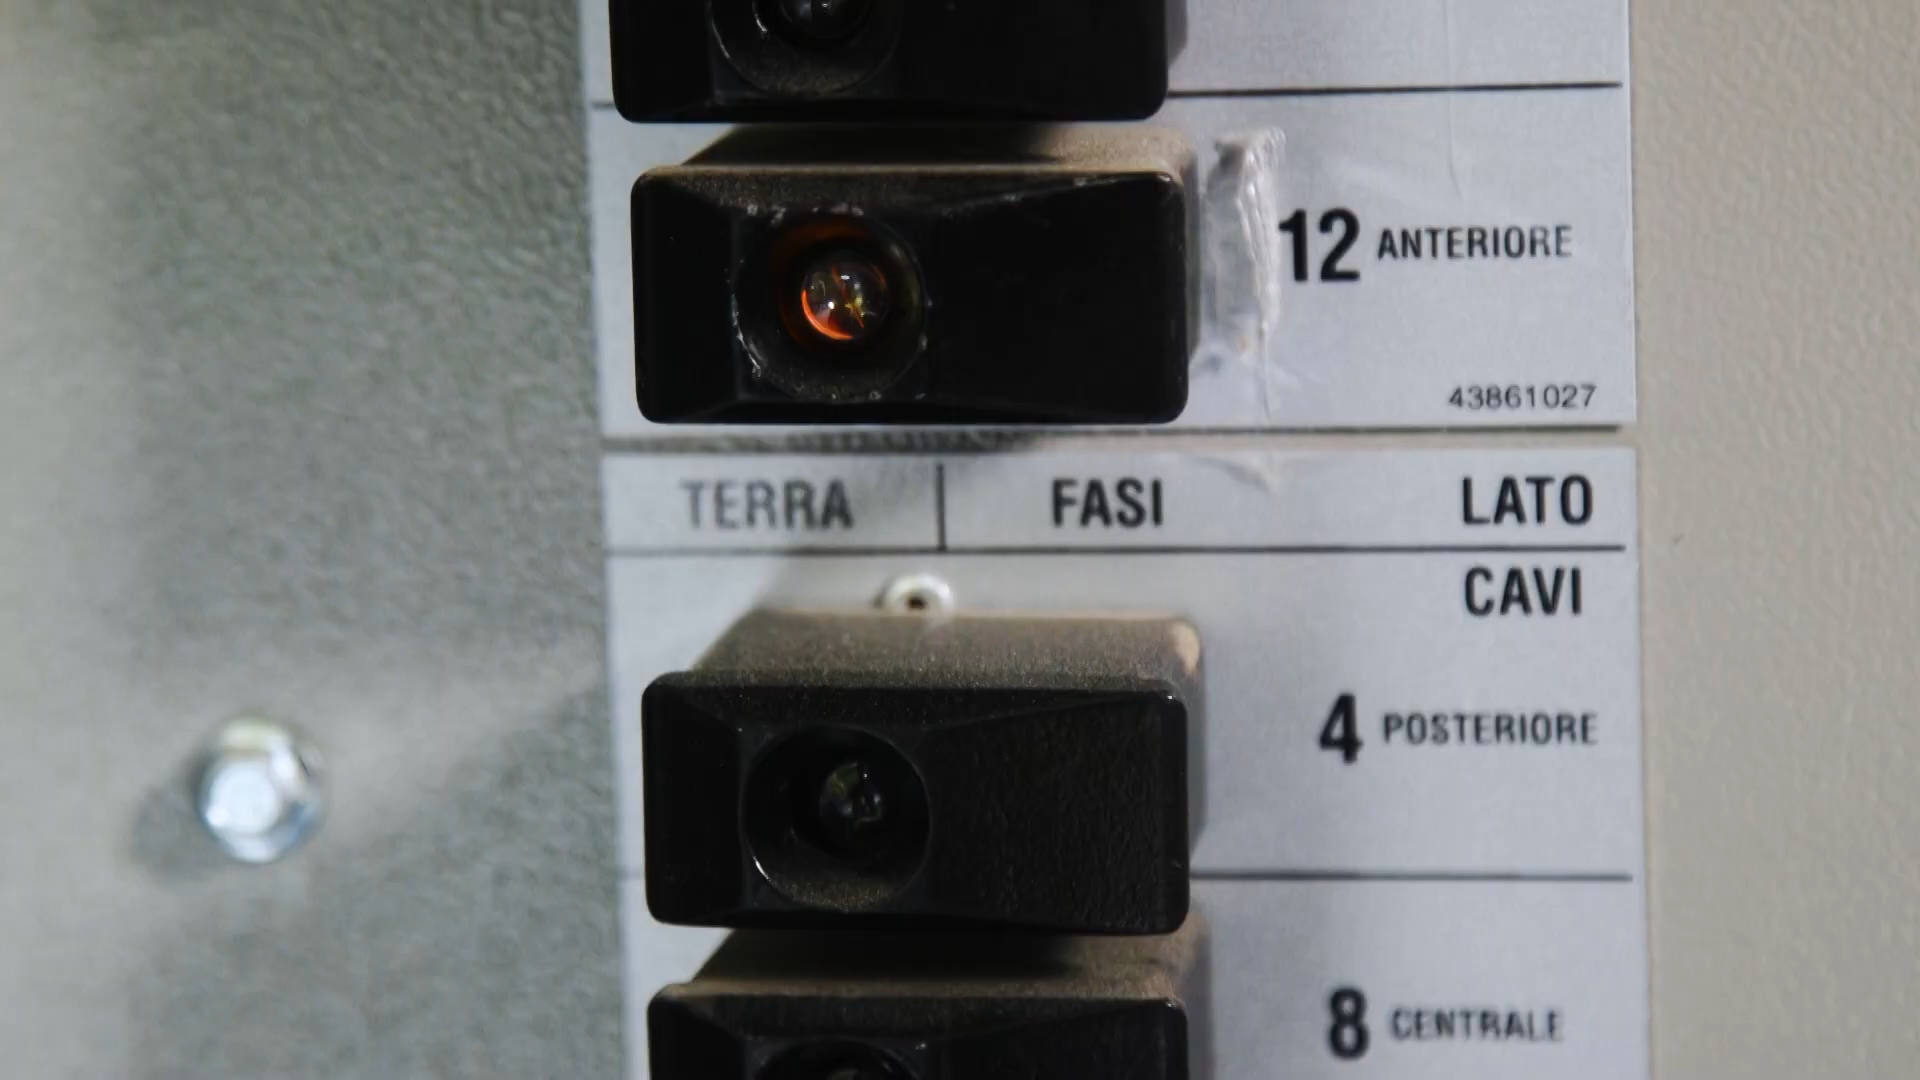 12 ANTERIORE
43861027
TERRA FASI LATO
CAVI
4 POSTERIORE
8 CENTRALE